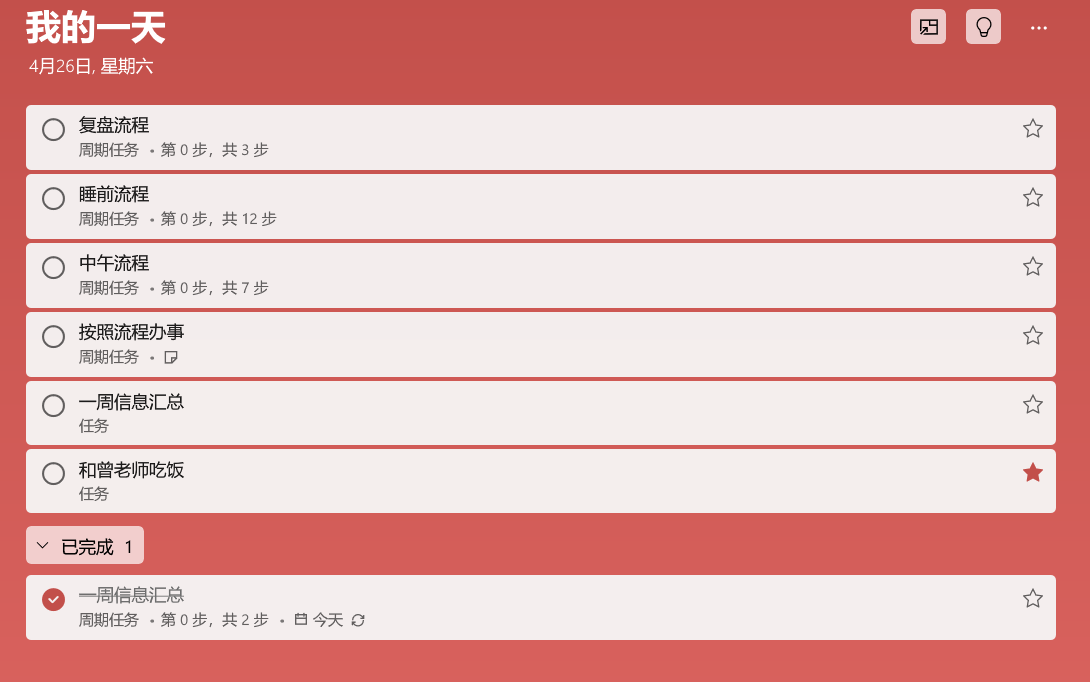 我的一天
4月26日, 星期六
复盘流程
周期任务 • 第 0 步，共 3 步
睡前流程
周期任务 • 第 0 步，共 12 步
中午流程
周期任务 • 第 0 步，共 7 步
按照流程办事
周期任务 •
一周信息汇总
任务
和曾老师吃饭
任务
已完成 1
一周信息汇总
周期任务 • 第 0 步，共 2 步 • 今天